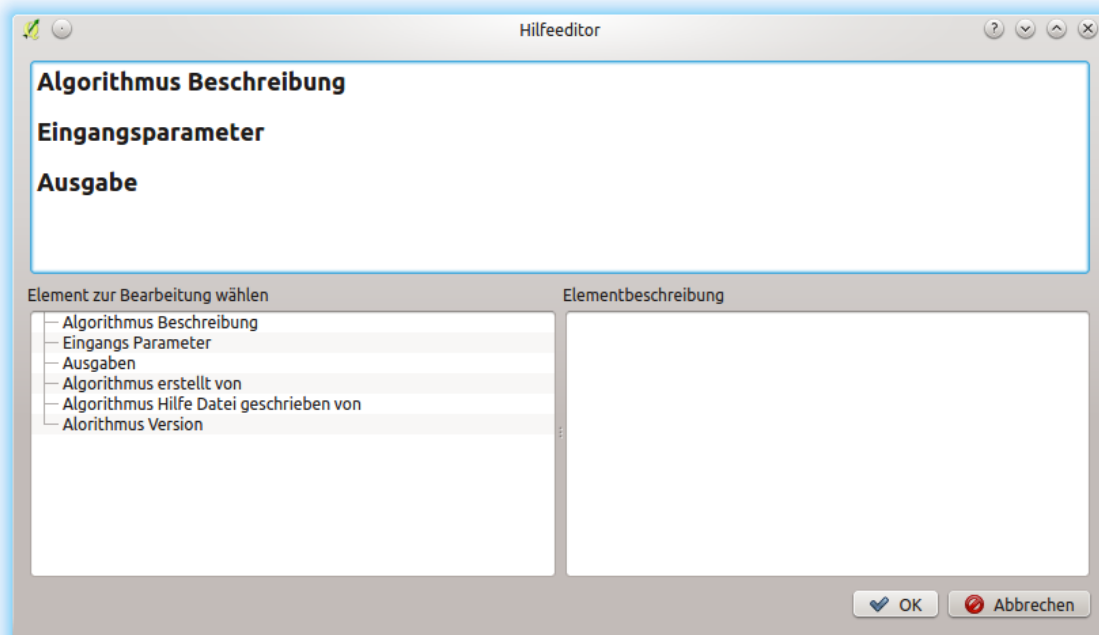 Hilfeeditor
Algorithmus Beschreibung
Eingangsparameter
Ausgabe
Element zur Bearbeitung wählen
Algorithmus Beschreibung
Eingangs Parameter
Ausgaben
Algorithmus erstellt von
Algorithmus Hilfe Datei geschrieben von
Alorithmus Version
Elementbeschreibung
OK
Abbrechen